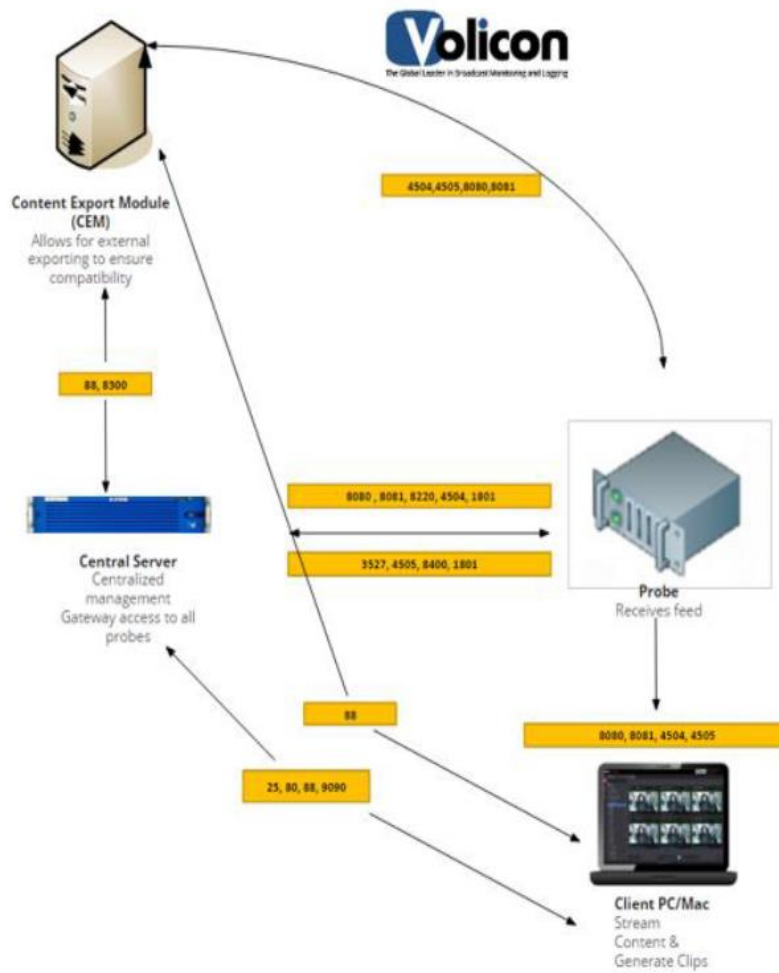 Volicon
The Global Leader in Broadcast Monitoring and Logging
4504,4505,8080,8081
Content Export Module
(CEM)
Allows for external
exporting to ensure
compatibility
88, 8300
8080 , 8081, 8220, 4504, 1801
3527, 4505, 8400, 1801
Central Server
Centralized
management
Gateway access to all
probes
Probe
Receives feed
88
8080, 8081, 4504, 4505
25, 80, 88, 9090
Client PC/Mac
Stream
Content &
Generate Clips